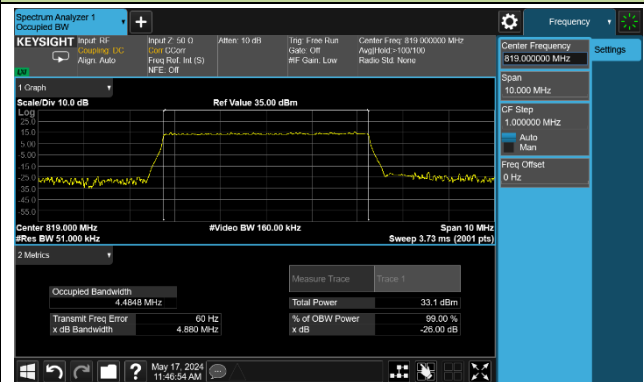 Spectrum Analyzer 1
Occupied BW
Frequency
KEYSIGHT
Input: RF
Coupling: DC
Align: Auto
Input Z: 50 Ω
Corr CCorr
Freq Ref: Int (S)
NFE: Off
Atten: 10 dB
Trig: Free Run
Gate: Off
#IF Gain: Low
Center Freq: 819.000000 MHz
Avg|Hold:>100/100
Radio Std: None
Center Frequency
819.000000 MHz
Settings
Span
10.000 MHz
CF Step
1.000000 MHz
Auto
Man
Freq Offset
0 Hz
1 Graph
Scale/Div 10.0 dB
Ref Value 35.00 dBm
Log
25.0
15.0
5.00
-5.00
-15.0
-25.0
-35.0
-45.0
-55.0
Center 819.000 MHz
#Video BW 160.00 kHz
Span 10 MHz
#Res BW 51.000 kHz
Sweep 3.73 ms (2001 pts)
2 Metrics
Measure Trace
Trace 1
Occupied Bandwidth
4.4848 MHz
Total Power
33.1 dBm
Transmit Freq Error
60 Hz
% of OBW Power
99.00 %
x dB Bandwidth
4.880 MHz
x dB
-26.00 dB
May 17, 2024
11:46:54 AM